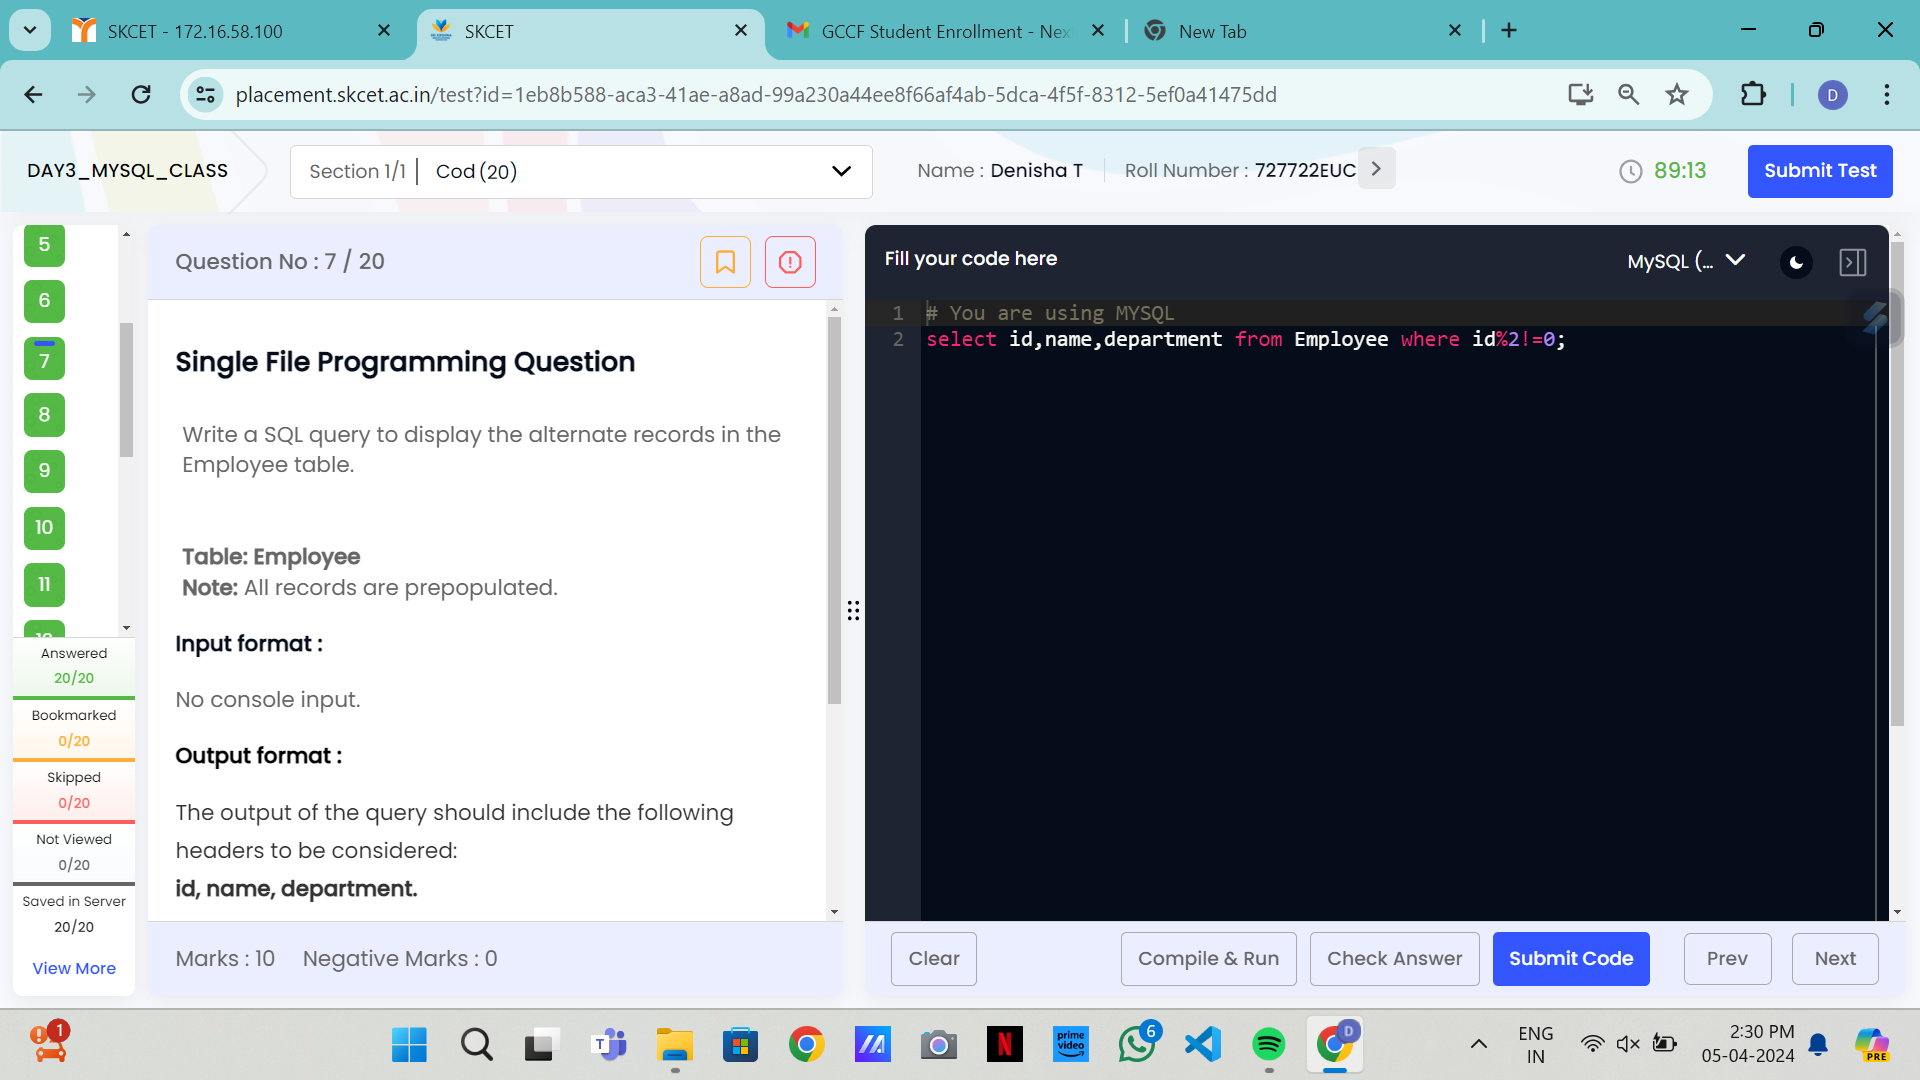 SKCET - 172.16.58.100
SKCET
GCCF Student Enrollment - Nex
New Tab
placement.skcet.ac.in/test?id=1eb8b588-aca3-41ae-a8ad-99a230a44ee8f66af4ab-5dca-4f5f-8312-5ef0a41475dd
D
DAY3_MYSQL_CLASS
Section 1/1 | Cod (20)
Name : Denisha T
Roll Number : 727722EUC
89:13
Submit Test
5
6
7
8
9
10
11
Answered
20/20
Bookmarked
0/20
Skipped
0/20
Not Viewed
0/20
Saved in Server
20/20
View More
Question No : 7 / 20
Single File Programming Question
Write a SQL query to display the alternate records in the
Employee table.
Table: Employee
Note: All records are prepopulated.
Input format :
No console input.
Output format :
The output of the query should include the following
headers to be considered:
id, name, department.
Marks : 10 Negative Marks : 0
Fill your code here
MySQL (...
1 # You are using MYSQL
2 select id,name,department from Employee where id%2!=0;
Clear
Compile & Run
Check Answer
Submit Code
Prev
Next
1
T
N
prime
video
6
D
ENG
IN
2:30 PM
05-04-2024
PRE